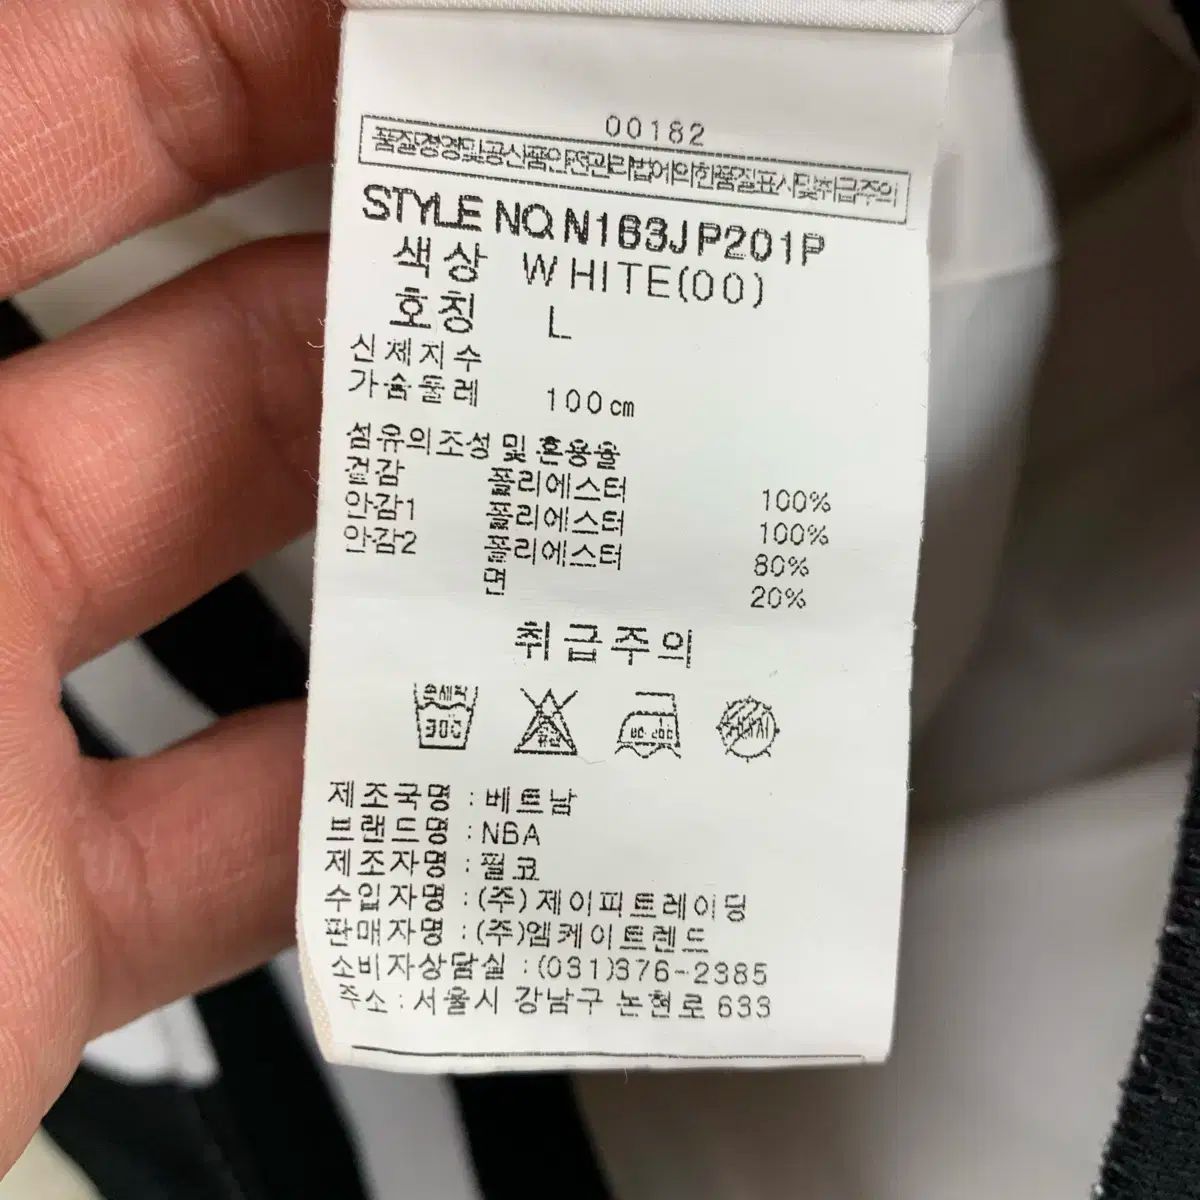 00182
품질경영및공산품안전관리법에의한품질표시및취급주의
STYLE NO. N163JP201P
색상 WHITE(00)
호칭 L
신체치수
가슴둘레 100㎝
섬유의조성 및 혼용율
겉감 폴리에스터 100%
안감1 폴리에스터 100%
안감2 폴리에스터 80%
면 20%
취급주의
손세탁
30C
제조국명 : 베트남
브랜드명 : NBA
제조자명 : 필코
수입자명 : (주)제이피트레이딩
판매자명 : (주)엠케이트렌드
소비자상담실 : (031)376-2385
주소 : 서울시 강남구 논현로 633